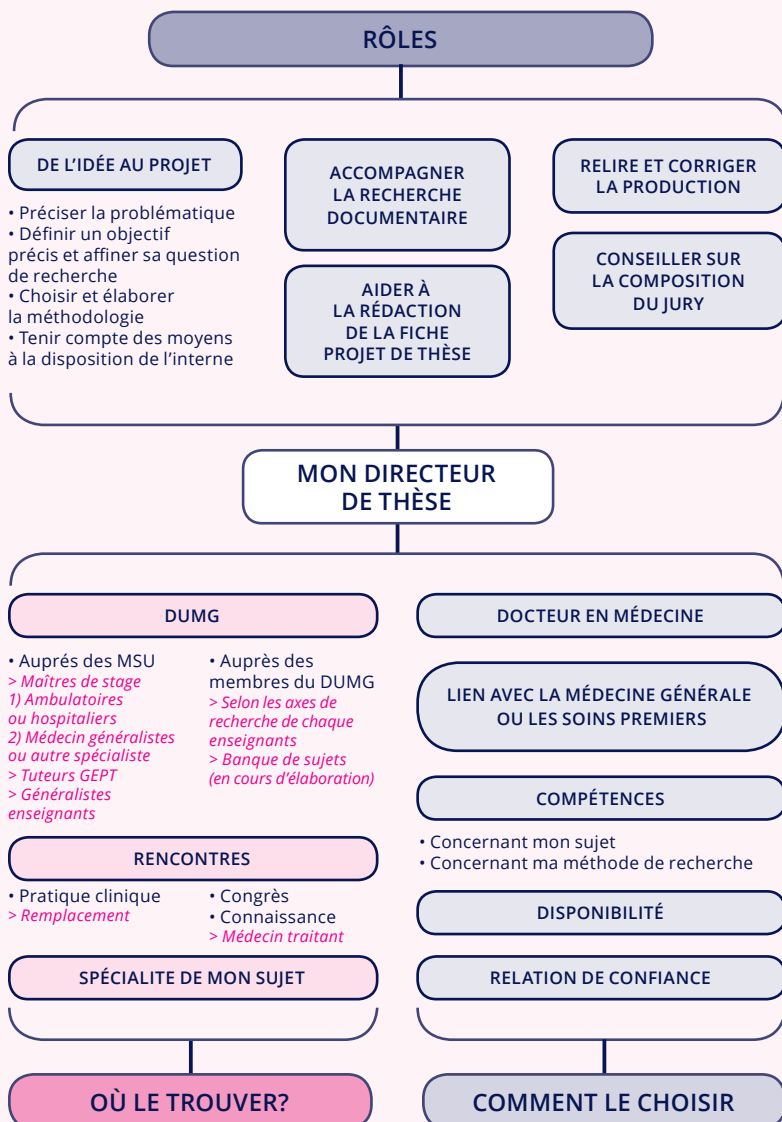 RÔLES
DE L'IDÉE AU PROJET
• Préciser la problématique
• Définir un objectif
précis et affiner sa question
de recherche
• Choisir et élaborer
la méthodologie
• Tenir compte des moyens
à la disposition de l'interne
ACCOMPAGNER
LA RECHERCHE
DOCUMENTAIRE
AIDER À
LA RÉDACTION
DE LA FICHE
PROJET DE THÈSE
RELIRE ET CORRIGER
LA PRODUCTION
CONSEILLER SUR
LA COMPOSITION
DU JURY
MON DIRECTEUR
DE THÈSE
DUMG
• Auprés des MSU
> Maîtres de stage
1) Ambulatoires
ou hospitaliers
2) Médecin généralistes
ou autre spécialiste
> Tuteurs GEPT
> Généralistes
enseignants
• Auprès des
membres du DUMG
> Selon les axes de
recherche de chaque
enseignants
> Banque de sujets
(en cours d'élaboration)
RENCONTRES
• Pratique clinique
> Remplacement
• Congrès
• Connaissance
> Médecin traitant
SPÉCIALITE DE MON SUJET
OÙ LE TROUVER?
DOCTEUR EN MÉDECINE
LIEN AVEC LA MÉDECINE GÉNÉRALE
OU LES SOINS PREMIERS
COMPÉTENCES
• Concernant mon sujet
• Concernant ma méthode de recherche
DISPONIBILITÉ
RELATION DE CONFIANCE
COMMENT LE CHOISIR